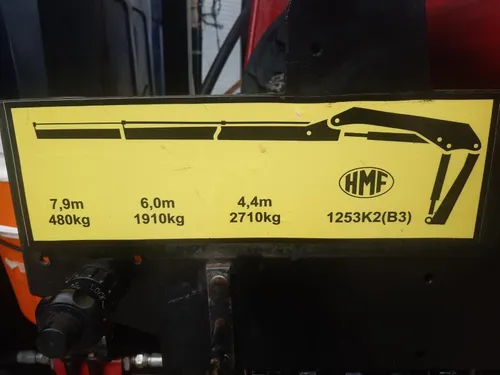 7,9m 6,0m 4,4m HMF
480kg 1910kg 2710kg 1253K2(B3)